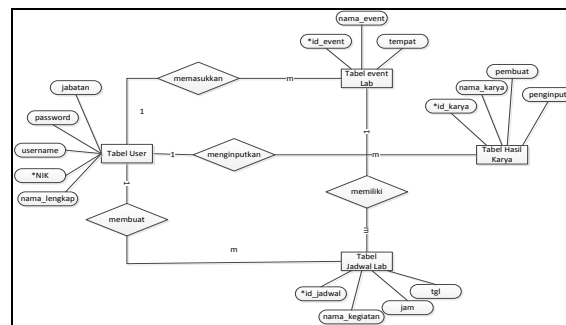 nama_event
*id_event
tempat
memasukkan
m
Tabel event
Lab
pembuat
nama_karya
penginput
*id_karya
jabatan
password
username
*NIK
nama_lengkap
1
Tabel User
1
menginputkan
m
Tabel Hasil
Karya
1
1
memiliki
membuat
m
m
Tabel
Jadwal Lab
*id_jadwal
tgl
jam
nama_kegiatan